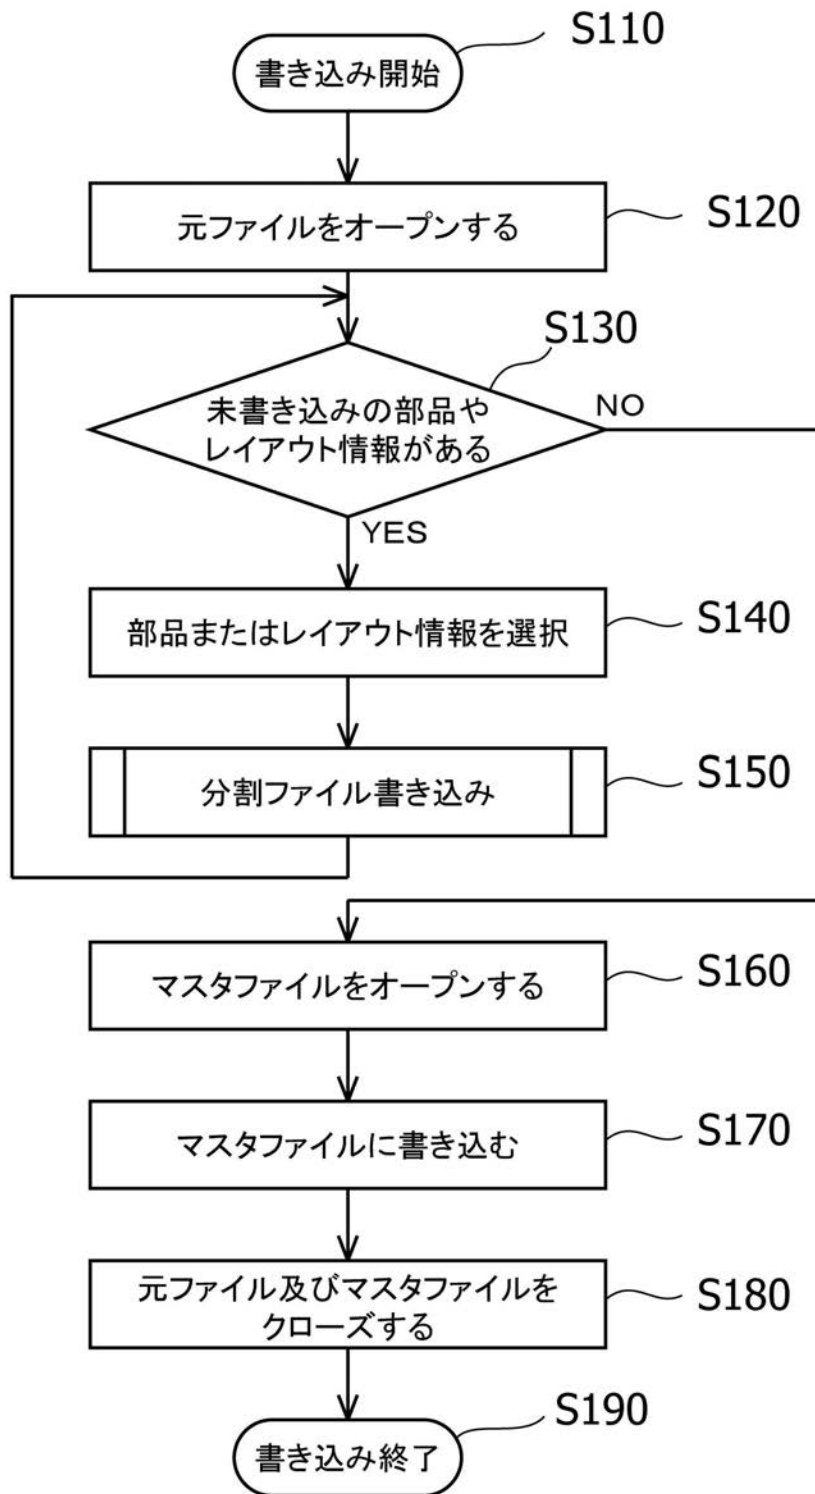 書き込み開始
S110
元ファイルをオープンする
S120
S130
未書き込みの部品や
レイアウト情報がある
NO
YES
部品またはレイアウト情報を選択
S140
分割ファイル書き込み
S150
マスタファイルをオープンする
S160
マスタファイルに書き込む
S170
元ファイル及びマスタファイルを
クローズする
S180
書き込み終了
S190